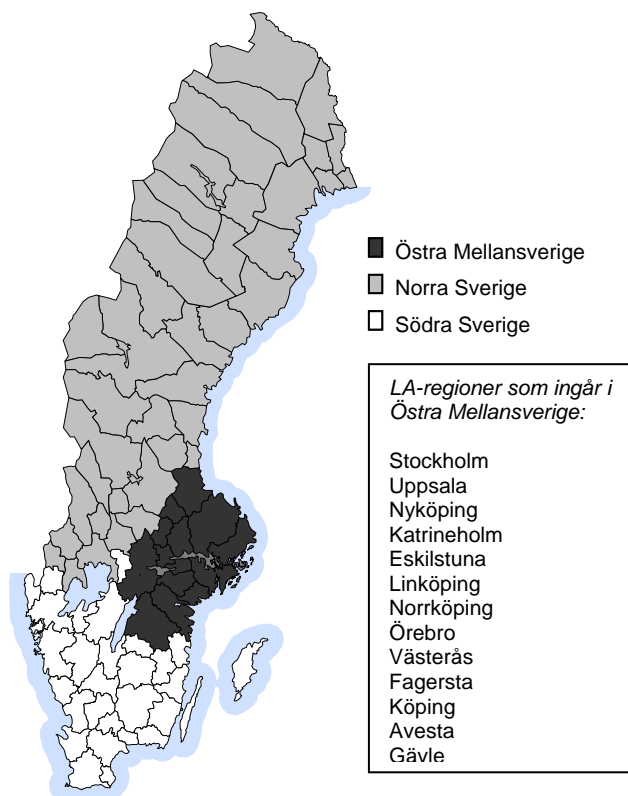 Östra Mellansverige
Norra Sverige
Södra Sverige
LA-regioner som ingår i
Östra Mellansverige:
Stockholm
Uppsala
Nyköping
Katrineholm
Eskilstuna
Linköping
Norrköping
Örebro
Västerås
Fagersta
Köping
Avesta
Gävle